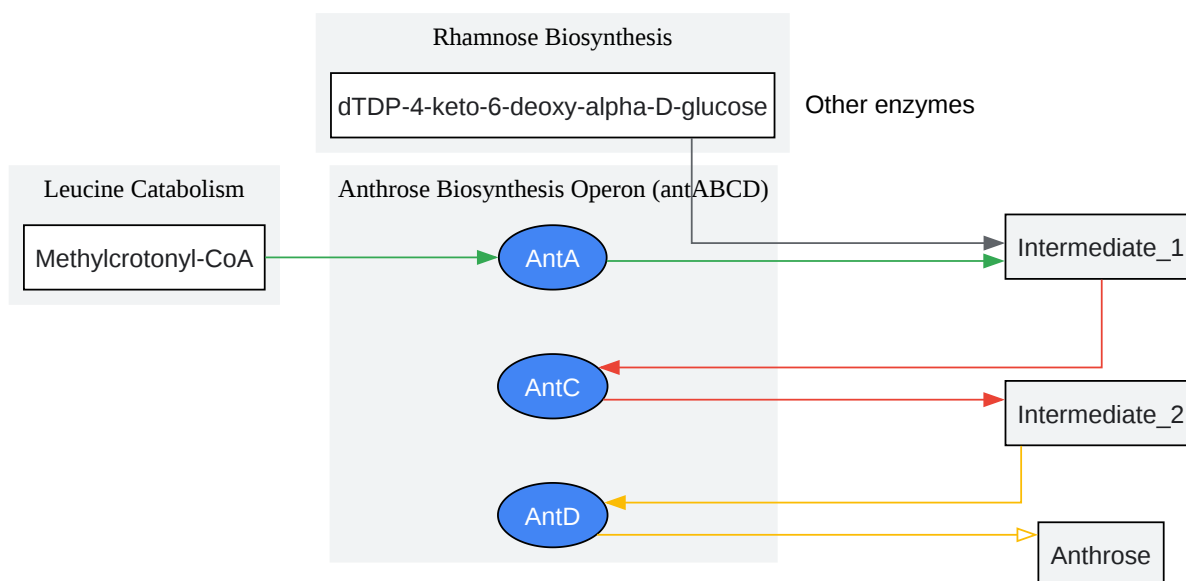 Rhamnose Biosynthesis
dTDP-4-keto-6-deoxy-alpha-D-glucose
Other enzymes
Leucine Catabolism
Anthrose Biosynthesis Operon (antABCD)
Methylcrotonyl-CoA
AntA
Intermediate_1
AntC
Intermediate_2
AntD
Anthrose